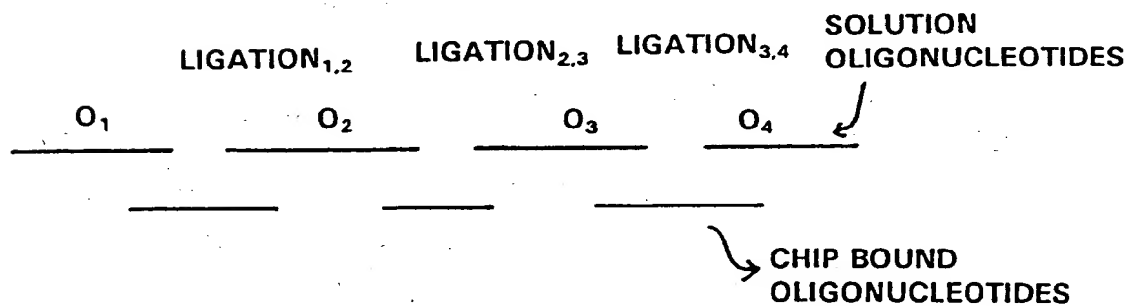 SOLUTION
OLIGONUCLEOTIDES
LIGATION₁,₂ LIGATION₂,₃ LIGATION₃,₄
O₁ O₂ O₃ O₄
CHIP BOUND
OLIGONUCLEOTIDES